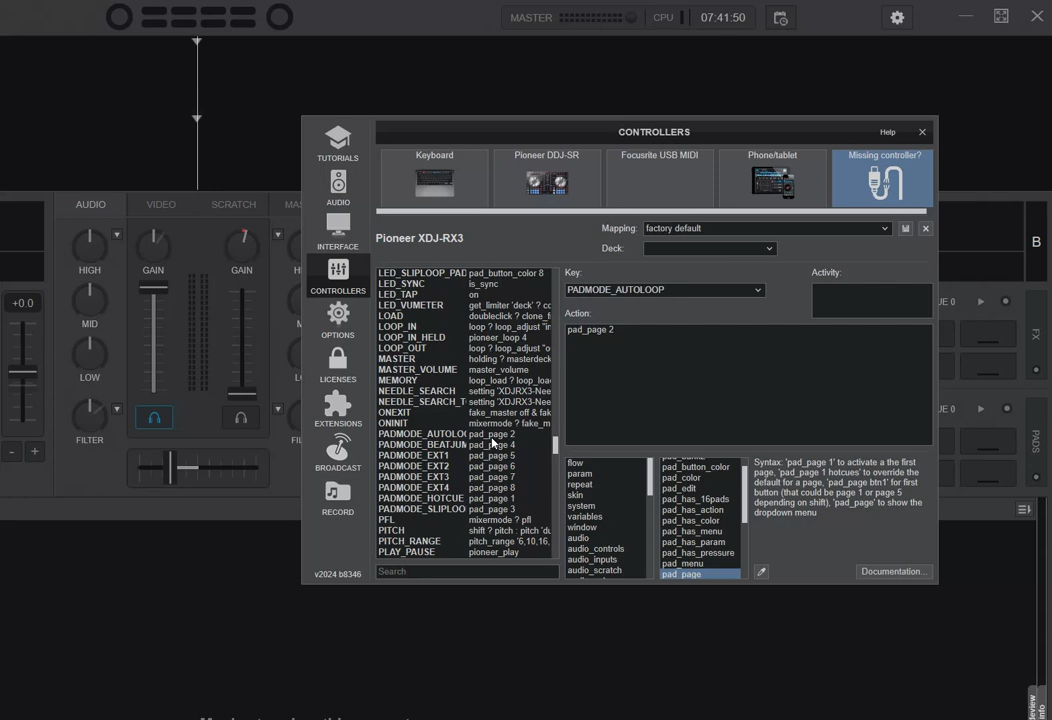 MASTER
CPU
07:41:50
AUDIO
VIDEO
SCRATCH
HIGH
GAIN
GAIN
MID
LOW
FILTER
+0.0
-
+
TUTORIALS
AUDIO
INTERFACE
CONTROLLERS
OPTIONS
LICENSES
EXTENSIONS
BROADCAST
RECORD
v2024 b8346
CONTROLLERS
Help
Keyboard
Pioneer DDJ-SR
Focusrite USB MIDI
Phone/tablet
Missing controller?
Pioneer XDJ-RX3
Mapping: factory default
Deck:
LED_SLIPLOOP_PAD pad_button_color 8
LED_SYNC is_sync
LED_TAP on
LED_VUMETER get_limiter 'deck' ? co
LOAD doubleclick ? clone_f
LOOP_IN loop ? loop_adjust "in
LOOP_IN_HELD pioneer_loop 4
LOOP_OUT loop ? loop_adjust "o
MASTER holding ? masterdeck
MASTER_VOLUME master_volume
MEMORY loop_load ? loop_loa
NEEDLE_SEARCH setting 'XDJRX3-Nee
NEEDLE_SEARCH_T setting 'XDJRX3-Nee
ONEXIT fake_master off & fak
ONINIT mixermode ? fake_m
PADMODE_AUTOLOO pad_page 2
PADMODE_BEATJUM pad_page 4
PADMODE_EXT1 pad_page 5
PADMODE_EXT2 pad_page 6
PADMODE_EXT3 pad_page 7
PADMODE_EXT4 pad_page 8
PADMODE_HOTCUE pad_page 1
PADMODE_SLIPLOO pad_page 3
PFL mixermode ? pfl
PITCH shift ? pitch : pitch 'du
PITCH_RANGE pitch_range '6,10,16,
PLAY_PAUSE pioneer_play
Search
Key:
PADMODE_AUTOLOOP
Activity:
Action:
pad_page 2
flow
param
repeat
skin
system
variables
window
audio
audio_controls
audio_inputs
audio_scratch
pad_button_color
pad_color
pad_edit
pad_has_16pads
pad_has_action
pad_has_color
pad_has_menu
pad_has_param
pad_has_pressure
pad_menu
pad_page
Syntax: 'pad_page 1' to activate a the first
page, 'pad_page 1 hotcues' to override the
default for a page, 'pad_page btn1' for first
button (that could be page 1 or page 5
depending on shift), 'pad_page' to show the
dropdown menu
Documentation...
B
FX
PADS